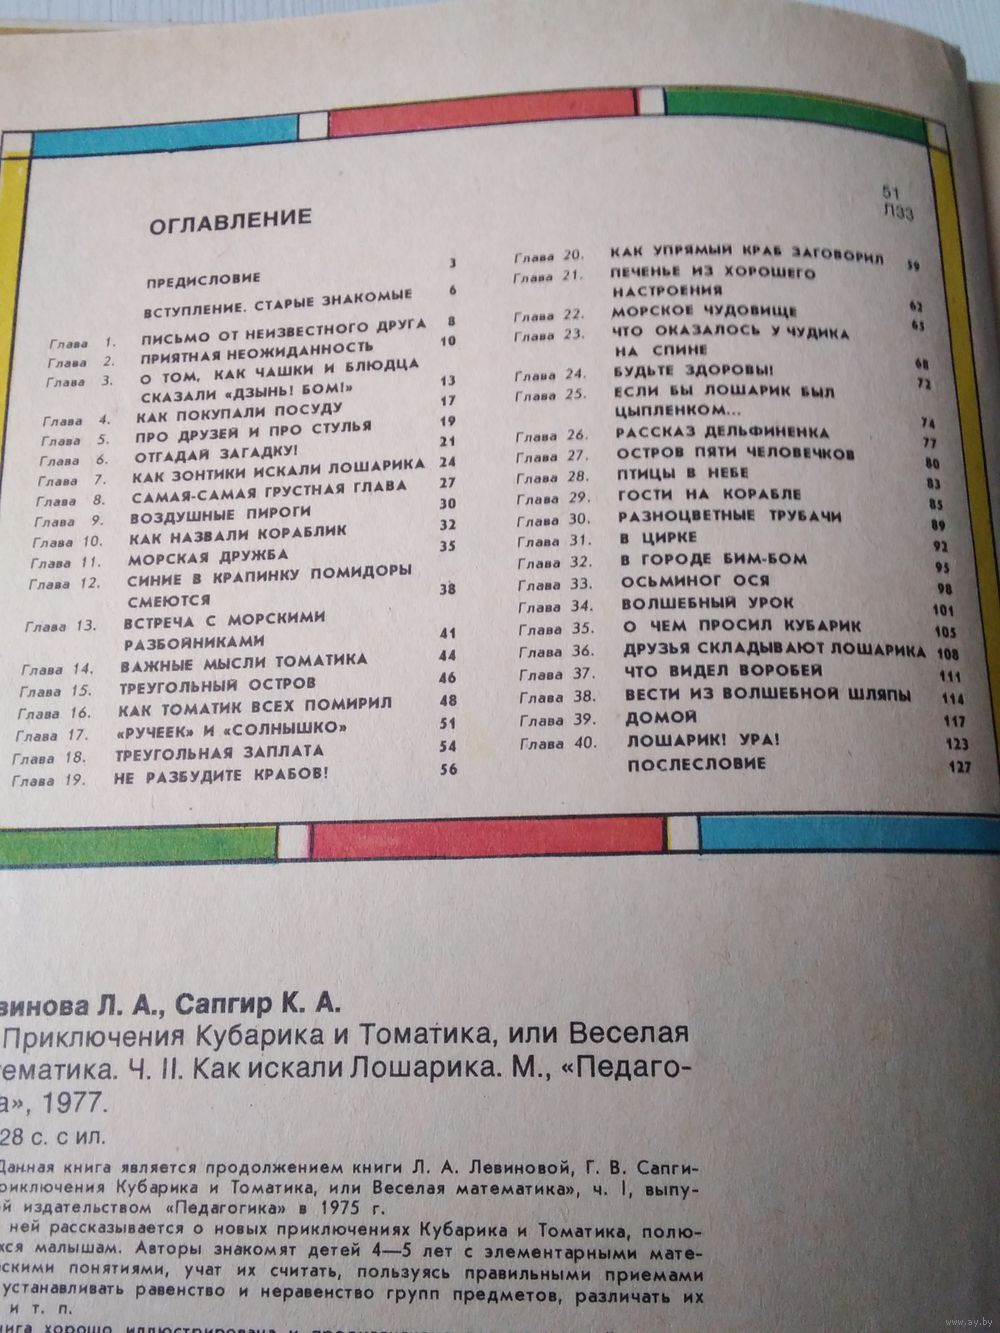 51
Л33
ОГЛАВЛЕНИЕ
ПРЕДИСЛОВИЕ 3
ВСТУПЛЕНИЕ. СТАРЫЕ ЗНАКОМЫЕ 6
Глава 1. ПИСЬМО ОТ НЕИЗВЕСТНОГО ДРУГА 8
Глава 2. ПРИЯТНАЯ НЕОЖИДАННОСТЬ 10
Глава 3. О ТОМ, КАК ЧАШКИ И БЛЮДЦА
СКАЗАЛИ «ДЗЫНЬ! БОМ!» 13
Глава 4. КАК ПОКУПАЛИ ПОСУДУ 17
Глава 5. ПРО ДРУЗЕЙ И ПРО СТУЛЬЯ 19
Глава 6. ОТГАДАЙ ЗАГАДКУ! 21
Глава 7. КАК ЗОНТИКИ ИСКАЛИ ЛОШАРИКА 24
Глава 8. САМАЯ-САМАЯ ГРУСТНАЯ ГЛАВА 27
Глава 9. ВОЗДУШНЫЕ ПИРОГИ 30
Глава 10. КАК НАЗВАЛИ КОРАБЛИК 32
Глава 11. МОРСКАЯ ДРУЖБА 35
Глава 12. СИНИЕ В КРАПИНКУ ПОМИДОРЫ
СМЕЮТСЯ 38
Глава 13. ВСТРЕЧА С МОРСКИМИ
РАЗБОЙНИКАМИ 41
Глава 14. ВАЖНЫЕ МЫСЛИ ТОМАТИКА 44
Глава 15. ТРЕУГОЛЬНЫЙ ОСТРОВ 46
Глава 16. КАК ТОМАТИК ВСЕХ ПОМИРИЛ 48
Глава 17. «РУЧЕЕК» И «СОЛНЫШКО» 51
Глава 18. ТРЕУГОЛЬНАЯ ЗАПЛАТА 54
Глава 19. НЕ РАЗБУДИТЕ КРАБОВ! 56
Глава 20. КАК УПРЯМЫЙ КРАБ ЗАГОВОРИЛ 59
Глава 21. ПЕЧЕНЬЕ ИЗ ХОРОШЕГО
НАСТРОЕНИЯ 62
Глава 22. МОРСКОЕ ЧУДОВИЩЕ 65
Глава 23. ЧТО ОКАЗАЛОСЬ У ЧУДИКА
НА СПИНЕ 68
Глава 24. БУДЬТЕ ЗДОРОВЫ! 72
Глава 25. ЕСЛИ БЫ ЛОШАРИК БЫЛ
ЦЫПЛЕНКОМ... 74
Глава 26. РАССКАЗ ДЕЛЬФИНЕНКА 77
Глава 27. ОСТРОВ ПЯТИ ЧЕЛОВЕЧКОВ 80
Глава 28. ПТИЦЫ В НЕБЕ 83
Глава 29. ГОСТИ НА КОРАБЛЕ 85
Глава 30. РАЗНОЦВЕТНЫЕ ТРУБАЧИ 89
Глава 31. В ЦИРКЕ 92
Глава 32. В ГОРОДЕ БИМ-БОМ 95
Глава 33. ОСЬМИНОГ ОСЯ 98
Глава 34. ВОЛШЕБНЫЙ УРОК 101
Глава 35. О ЧЕМ ПРОСИЛ КУБАРИК 105
Глава 36. ДРУЗЬЯ СКЛАДЫВАЮТ ЛОШАРИКА 108
Глава 37. ЧТО ВИДЕЛ ВОРОБЕЙ 111
Глава 38. ВЕСТИ ИЗ ВОЛШЕБНОЙ ШЛЯПЫ 114
Глава 39. ДОМОЙ 117
Глава 40. ЛОШАРИК! УРА! 123
ПОСЛЕСЛОВИЕ 127
винова Л. А., Сапгир К. А.
Приключения Кубарика и Томатика, или Веселая
ематика. Ч. II. Как искали Лошарика. М., «Педаго-
а», 1977.
28 с. с ил.
Данная книга является продолжением книги Л. А. Левиновой, Г. В. Сапги-
риключения Кубарика и Томатика, или Веселая математика», ч. I, выпу-
й издательством «Педагогика» в 1975 г.
ней рассказывается о новых приключениях Кубарика и Томатика, полю-
хся малышам. Авторы знакомят детей 4—5 лет с элементарными мате-
скими понятиями, учат их считать, пользуясь правильными приемами
устанавливать равенство и неравенство групп предметов, различать их
и т. п.
нига хорошо иллюстрирована и
www.ay.by